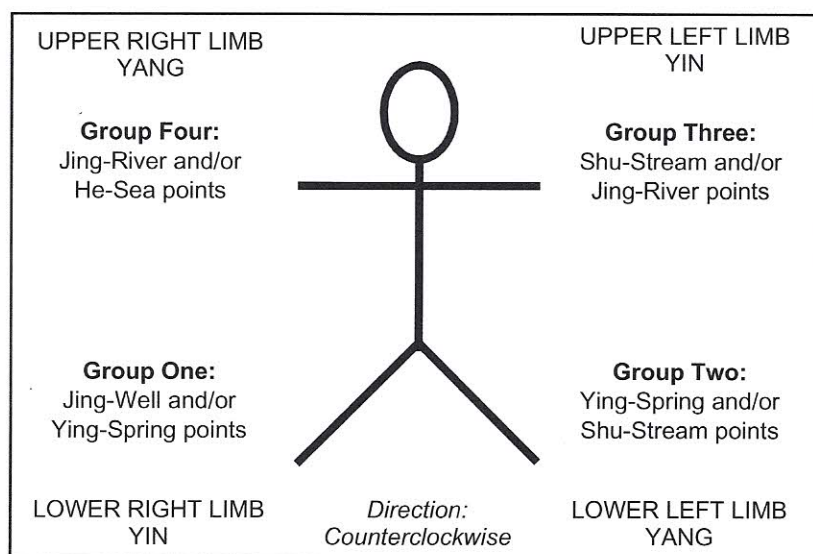 UPPER RIGHT LIMB
YANG
UPPER LEFT LIMB
YIN
Group Four:
Jing-River and/or
He-Sea points
Group Three:
Shu-Stream and/or
Jing-River points
Group One:
Jing-Well and/or
Ying-Spring points
Group Two:
Ying-Spring and/or
Shu-Stream points
LOWER RIGHT LIMB
YIN
Direction:
Counterclockwise
LOWER LEFT LIMB
YANG